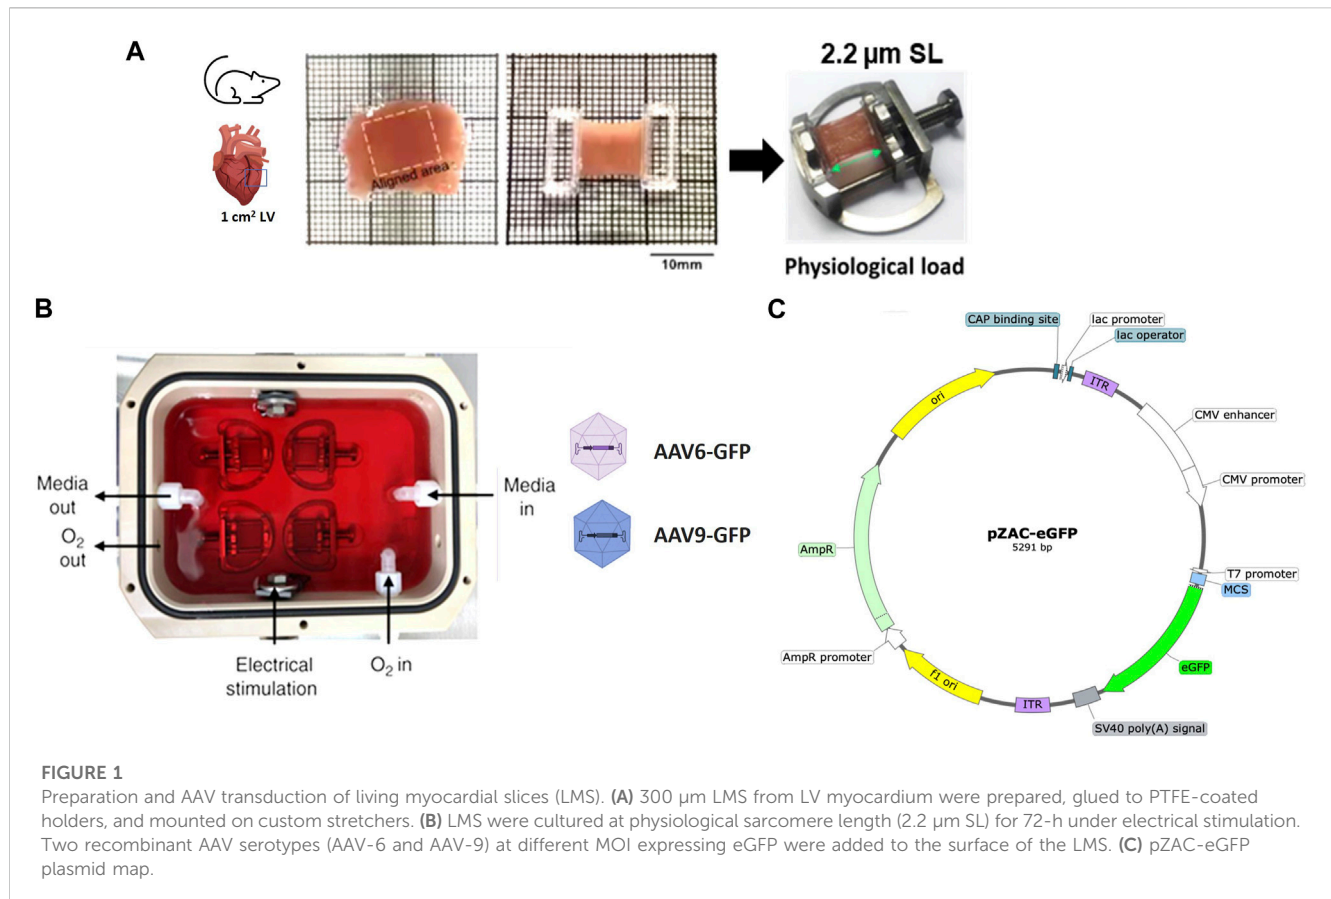 A
1 cm² LV
Aligned area
10mm
2.2 µm SL
Physiological load
B
Media
out
O₂
out
Media
in
Electrical
stimulation
O₂ in
AAV6-GFP
AAV9-GFP
C
CAP binding site
lac promoter
lac operator
ITR
CMV enhancer
CMV promoter
T7 promoter
MCS
eGFP
SV40 poly(A) signal
ITR
f1 ori
AmpR promoter
AmpR
ori
pZAC-eGFP
5291 bp
FIGURE 1
Preparation and AAV transduction of living myocardial slices (LMS). (A) 300 µm LMS from LV myocardium were prepared, glued to PTFE-coated
holders, and mounted on custom stretchers. (B) LMS were cultured at physiological sarcomere length (2.2 µm SL) for 72-h under electrical stimulation.
Two recombinant AAV serotypes (AAV-6 and AAV-9) at different MOI expressing eGFP were added to the surface of the LMS. (C) pZAC-eGFP
plasmid map.